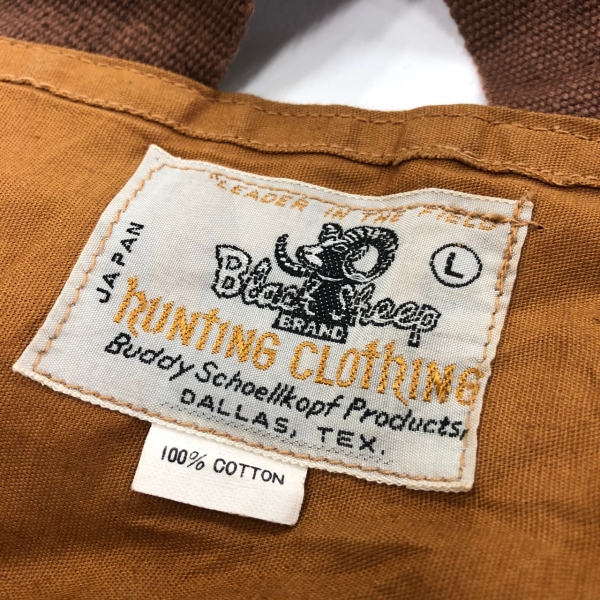 "LEADER IN THE FIELD
JAPAN
L
Black Sheep
BRAND
HUNTING CLOTHING
Buddy Schoellkopf Products,
DALLAS, TEX.
100% COTTON